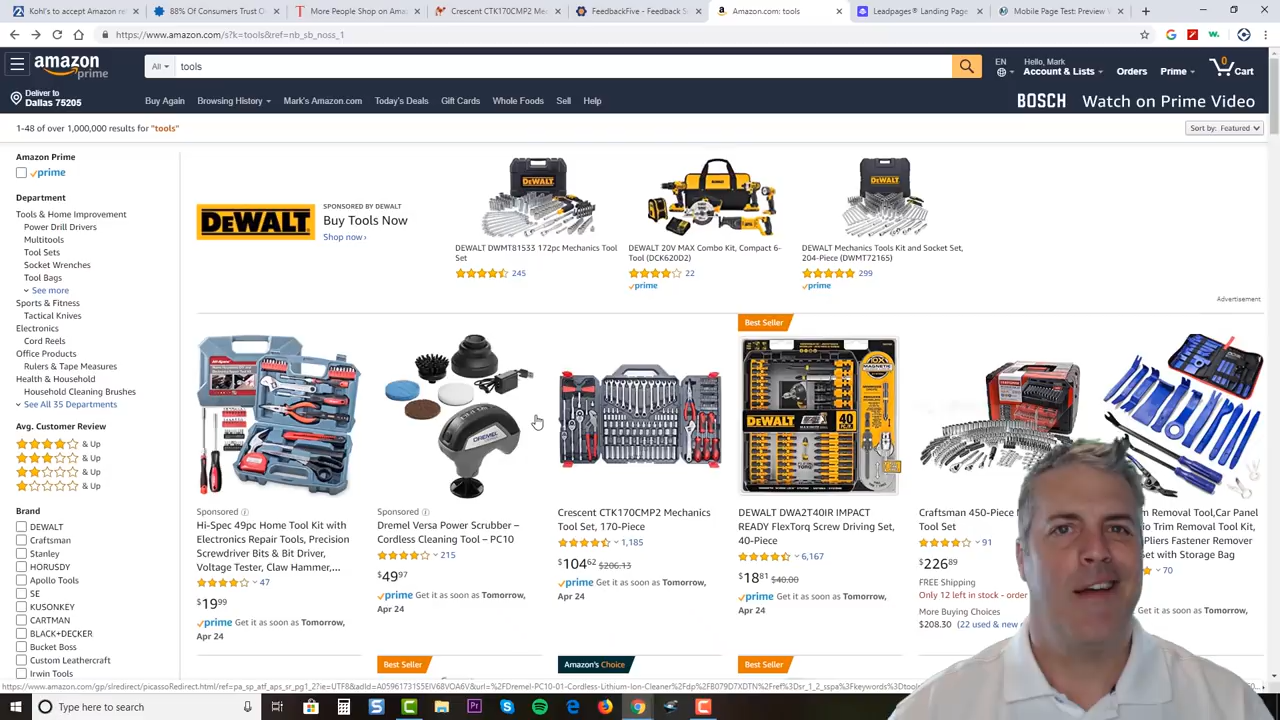 Kohl's to accept Amazon re
88% Of Consumers Trust O
More People Shop on Amaz
Crescent CTK170CMP2 Me
FeedbackFive - Feedback S
Amazon.com: tools
Leadpages® Landing Page
Mobile Page Test: Preview
https://www.amazon.com/s?k=tools&ref=nb_sb_noss_1
amazon
prime
All
tools
EN
Hello, Mark
Account & Lists
Orders
Prime
0
Cart
Deliver to
Dallas 75205
Buy Again
Browsing History
Mark's Amazon.com
Today's Deals
Gift Cards
Whole Foods
Sell
Help
BOSCH
Watch on Prime Video
1-48 of over 1,000,000 results for "tools"
Sort by: Featured
Amazon Prime
prime
Department
Tools & Home Improvement
Power Drill Drivers
Multitools
Tool Sets
Socket Wrenches
Tool Bags
See more
Sports & Fitness
Tactical Knives
Electronics
Cord Reels
Office Products
Rulers & Tape Measures
Health & Household
Household Cleaning Brushes
See All 35 Departments
Avg. Customer Review
& Up
& Up
& Up
& Up
Brand
DEWALT
Craftsman
Stanley
HORUSDY
Apollo Tools
SE
KUSONKEY
CARTMAN
BLACK+DECKER
Bucket Boss
Custom Leathercraft
Irwin Tools
DEWALT
SPONSORED BY DEWALT
Buy Tools Now
Shop now ›
DEWALT DWMT81533 172pc Mechanics Tool
Set
245
DEWALT 20V MAX Combo Kit, Compact 6-
Tool (DCK620D2)
22
prime
DEWALT Mechanics Tools Kit and Socket Set,
204-Piece (DWMT72165)
299
prime
Advertisement
Sponsored
Hi-Spec 49pc Home Tool Kit with
Electronics Repair Tools, Precision
Screwdriver Bits & Bit Driver,
Voltage Tester, Claw Hammer,...
47
$19.99
prime Get it as soon as Tomorrow,
Apr 24
DREMEL
Sponsored
Dremel Versa Power Scrubber –
Cordless Cleaning Tool – PC10
215
$49.97
prime Get it as soon as Tomorrow,
Apr 24
Best Seller
Crescent CTK170CMP2 Mechanics
Tool Set, 170-Piece
1,185
$104.62 $206.13
prime Get it as soon as Tomorrow,
Apr 24
Amazon's Choice
Best Seller
DEWALT
40
DEWALT DWA2T40IR IMPACT
READY FlexTorq Screw Driving Set,
40-Piece
6,167
$18.81 $40.00
prime Get it as soon as Tomorrow,
Apr 24
Best Seller
Craftsman 450-Piece
Tool Set
91
$226.89
FREE Shipping
Only 12 left in stock - order
More Buying Choices
$208.30 (22 used & new
Removal Tool,Car Panel
Trim Removal Tool Kit,
Pliers Fastener Remover
Set with Storage Bag
70
Get it as soon as Tomorrow,
Type here to search